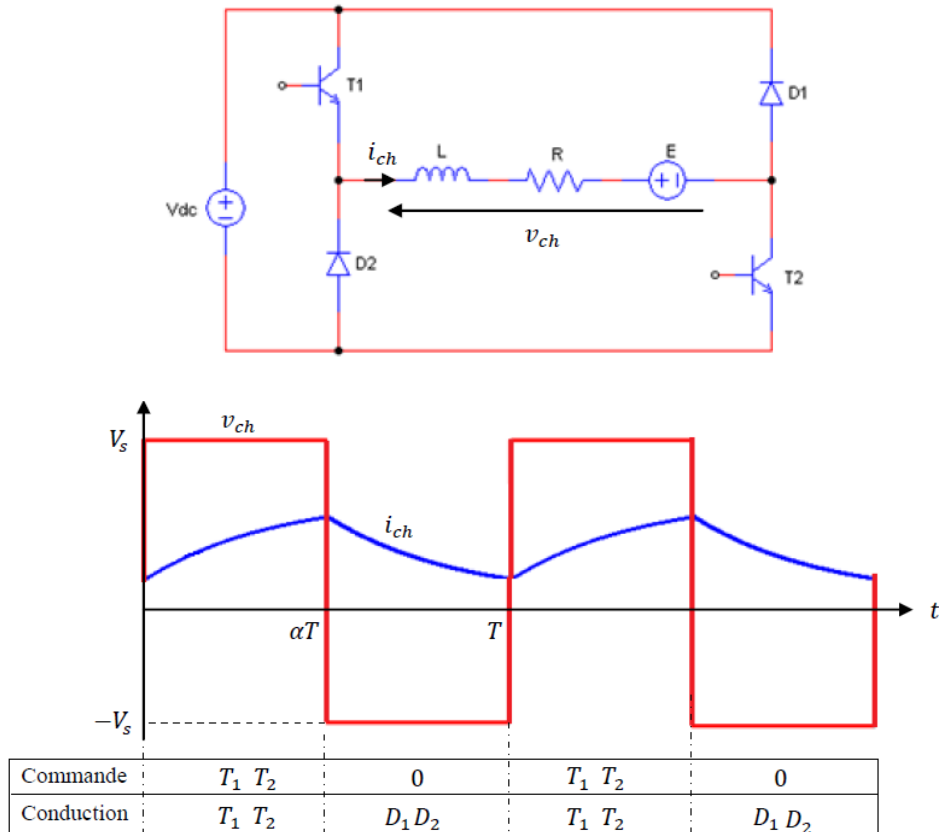 T1
D1
i_ch
L
R
E
Vdc
v_ch
D2
T2
V_s
v_ch
i_ch
αT
T
t
−V_s
Commande T_1 T_2 0 T_1 T_2 0
Conduction T_1 T_2 D_1 D_2 T_1 T_2 D_1 D_2